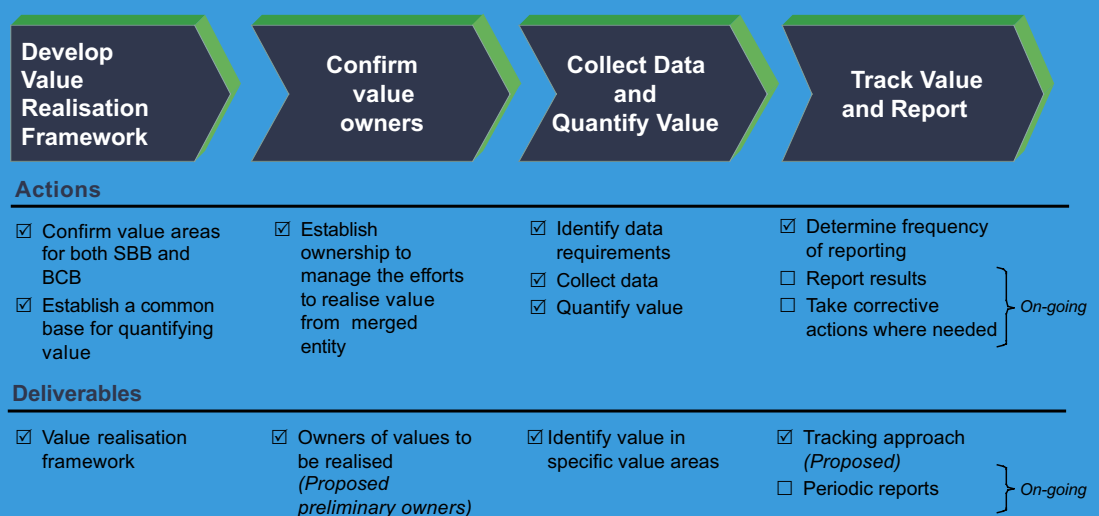 Develop
Value
Realisation
Framework
Confirm
value
owners
Collect Data
and
Quantify Value
Track Value
and Report
Actions
☑ Confirm value areas
for both SBB and
BCB
☑ Establish a common
base for quantifying
value
☑ Establish
ownership to
manage the efforts
to realise value
from merged
entity
☑ Identify data
requirements
☑ Collect data
☑ Quantify value
☑ Determine frequency
of reporting
☐ Report results
☐ Take corrective
actions where needed
On-going
Deliverables
☑ Value realisation
framework
☑ Owners of values to
be realised
(Proposed
preliminary owners)
☑ Identify value in
specific value areas
☑ Tracking approach
(Proposed)
☐ Periodic reports
On-going